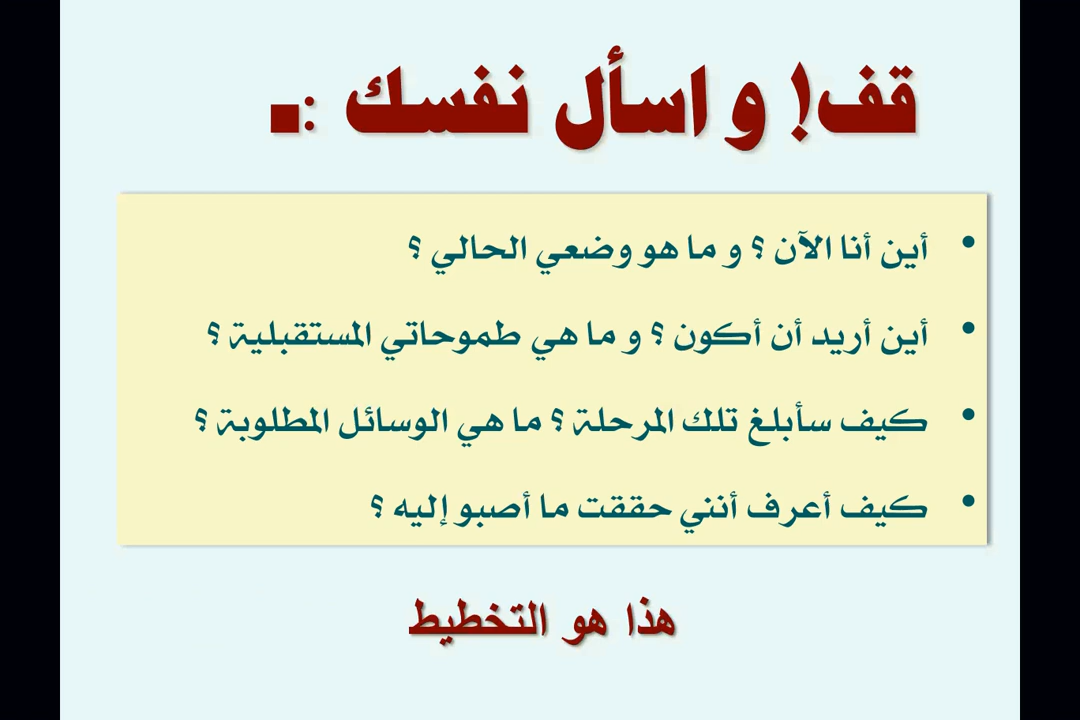 قف! و اسأل نفسك :
• أين أنا الآن ؟ و ما هو وضعي الحالي ؟
• أين أريد أن أكون ؟ و ما هي طموحاتي المستقبلية ؟
• كيف سأبلغ تلك المرحلة ؟ ما هي الوسائل المطلوبة ؟
• كيف أعرف أنني حققت ما أصبو إليه ؟
هذا هو التخطيط